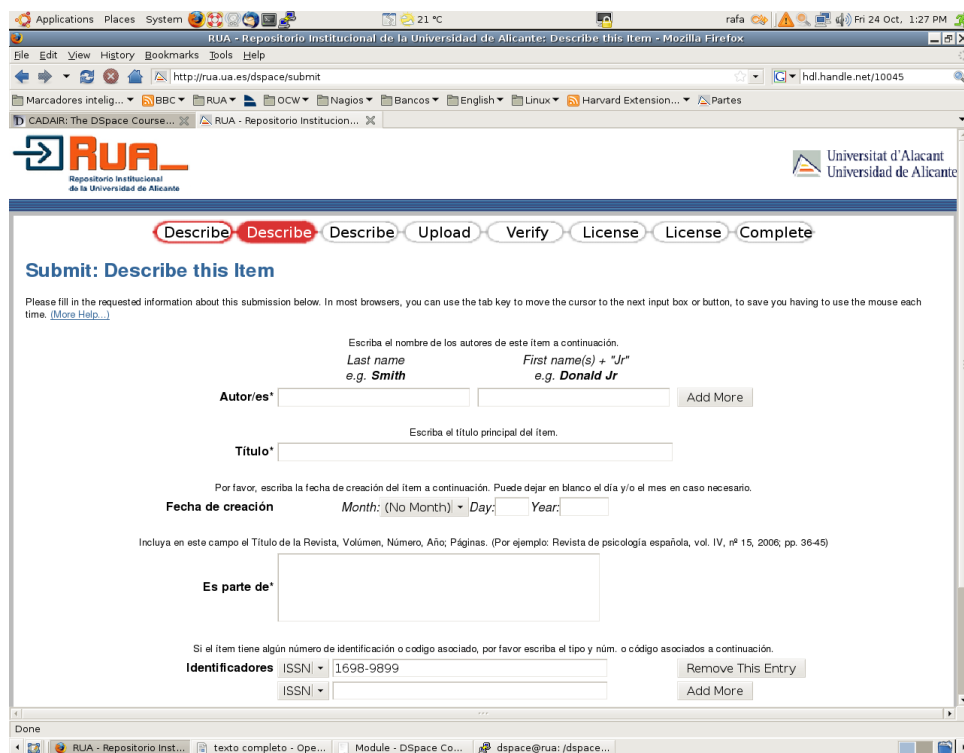 Applications Places System 21 °C rafa Fri 24 Oct, 1:27 PM
RUA - Repositorio Institucional de la Universidad de Alicante: Describe this Item - Mozilla Firefox
File Edit View History Bookmarks Tools Help
http://rua.ua.es/dspace/submit G hdl.handle.net/10045
Marcadores intelig... BBC RUA OCW Nagios Bancos English Linux Harvard Extension... Partes
CADAIR: The DSpace Course... RUA - Repositorio Institucion...
RUA_
Repositorio Institucional
de la Universidad de Alicante
Universitat d'Alacant
Universidad de Alicante
Describe Describe Describe Upload Verify License License Complete
Submit: Describe this Item
Please fill in the requested information about this submission below. In most browsers, you can use the tab key to move the cursor to the next input box or button, to save you having to use the mouse each
time. (More Help...)
Escriba el nombre de los autores de este ítem a continuación.
Last name First name(s) + "Jr"
e.g. Smith e.g. Donald Jr
Autor/es* Add More
Escriba el título principal del ítem.
Título*
Por favor, escriba la fecha de creación del ítem a continuación. Puede dejar en blanco el día y/o el mes en caso necesario.
Fecha de creación Month: (No Month) Day: Year:
Incluya en este campo el Título de la Revista, Volúmen, Número, Año; Páginas. (Por ejemplo: Revista de psicología española, vol. IV, nº 15, 2006; pp. 36-45)
Es parte de*
Si el ítem tiene algún número de identificación o codigo asociado, por favor escriba el tipo y núm. o código asociados a continuación.
Identificadores ISSN 1698-9899 Remove This Entry
ISSN Add More
Done
RUA - Repositorio Inst... texto completo - Ope... Module - DSpace Co... dspace@rua: /dspace...